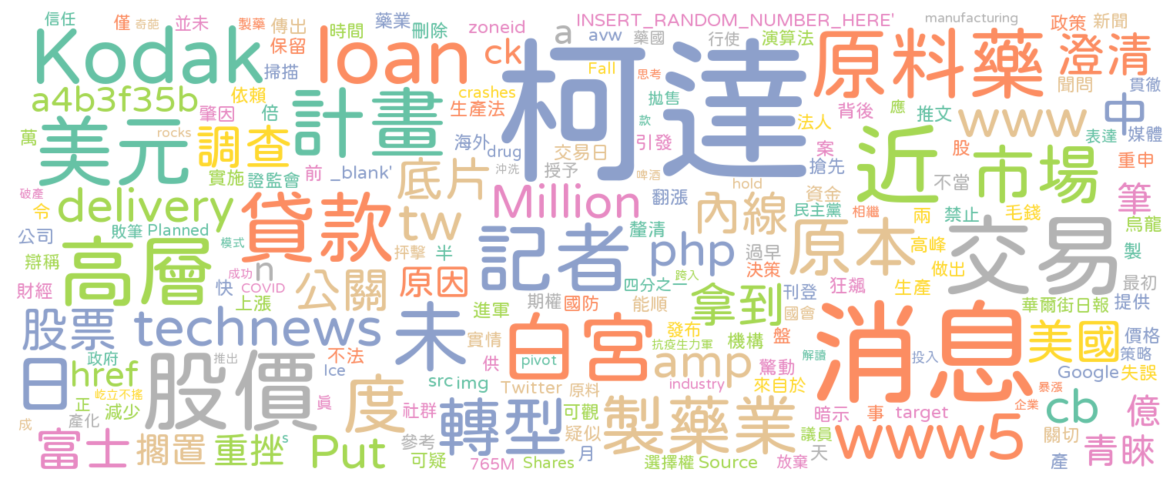 信任 僅 奇葩 製藥 傳出 時間 藥業 刪除 zoneid INSERT_RANDOM_NUMBER_HERE' manufacturing 政策 新聞
並未 保留 掃描 ck a avw 藥國 行使 演算法
Kodak loan 柯達 原料藥 澄清
a4b3f35b 依賴 計畫 crashes 生產法 Fall 思考 拋售 法人 背後 應 推文 聞問 中 貫徹
肇因 倍 海外 drug 交易日 款 引發 案 搶先 www 表達 媒體
萬 美元 調查 rocks 近 股 重申
實施 證監會 前 _blank' 底片 沖洗 授予 啤酒 hold 資金 不當 市場
破產 令 delivery 貸款 tw Million 翻漲 內線 民主黨 相繼 兩 禁止 毛錢 筆 烏龍
公司 敗筆 Planned 模式 半 記者 釐清 php 過早 決策 原本 高峰 做出 交易 製
辯稱 高層 n 抨擊 四分之一 跨入 狂飆 生產 最初
財經 成功 COVID 快 上漲 公關 原因 進軍 期權 國防 能順 拿到 刊登 國會 華爾街日報 提供
股票 technews 未 實情 白宮 發布 機構 盤 消息 美國 價格
日 政府 推出 股價 不法 供 pivot 抗疫生力軍 驚動 解讀 投入 策略
href 屹立不搖 度 Ice src img Twitter 原料 amp industry 來自於 暴漲 Google 失誤
正 減少 眞 社群 轉型 可觀 製藥業 暗示 事 target 企業 cb 億
成 產化 富士 擱置 重挫 s Put 參考 疑似 議員 www5 關切 青睞
可疑 765M Shares 月 選擇權 Source 放棄 天 產